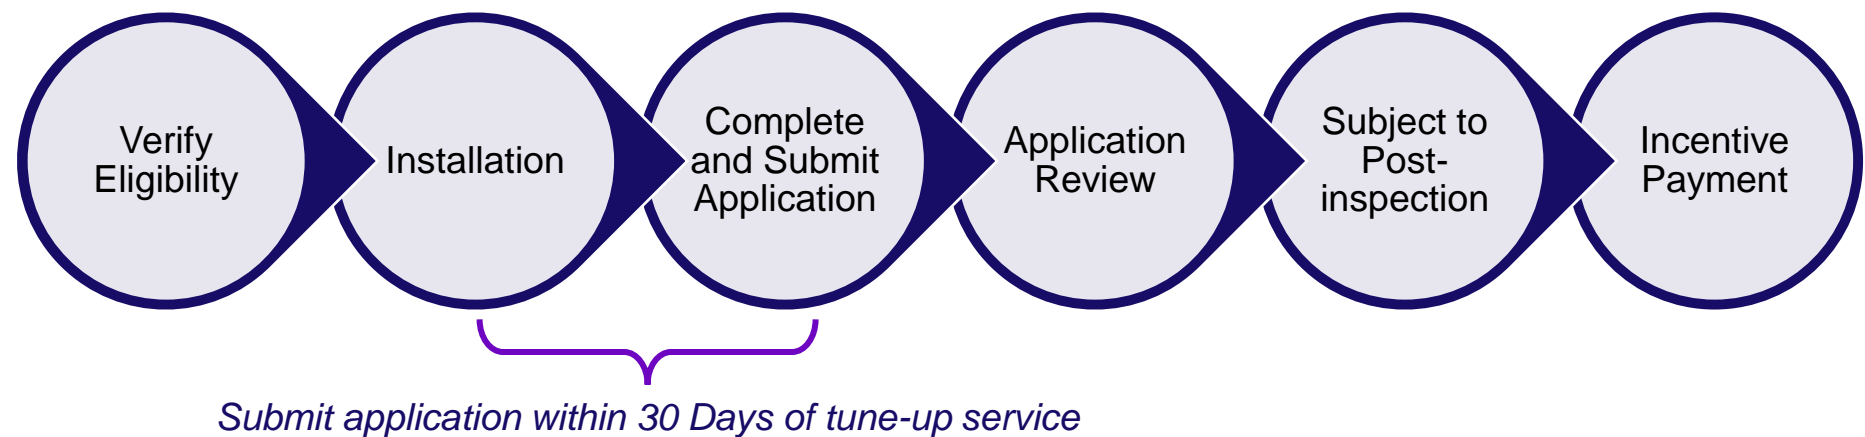 Verify
Eligibility
Installation
Complete
and Submit
Application
Application
Review
Subject to
Post-
inspection
Incentive
Payment
Submit application within 30 Days of tune-up service